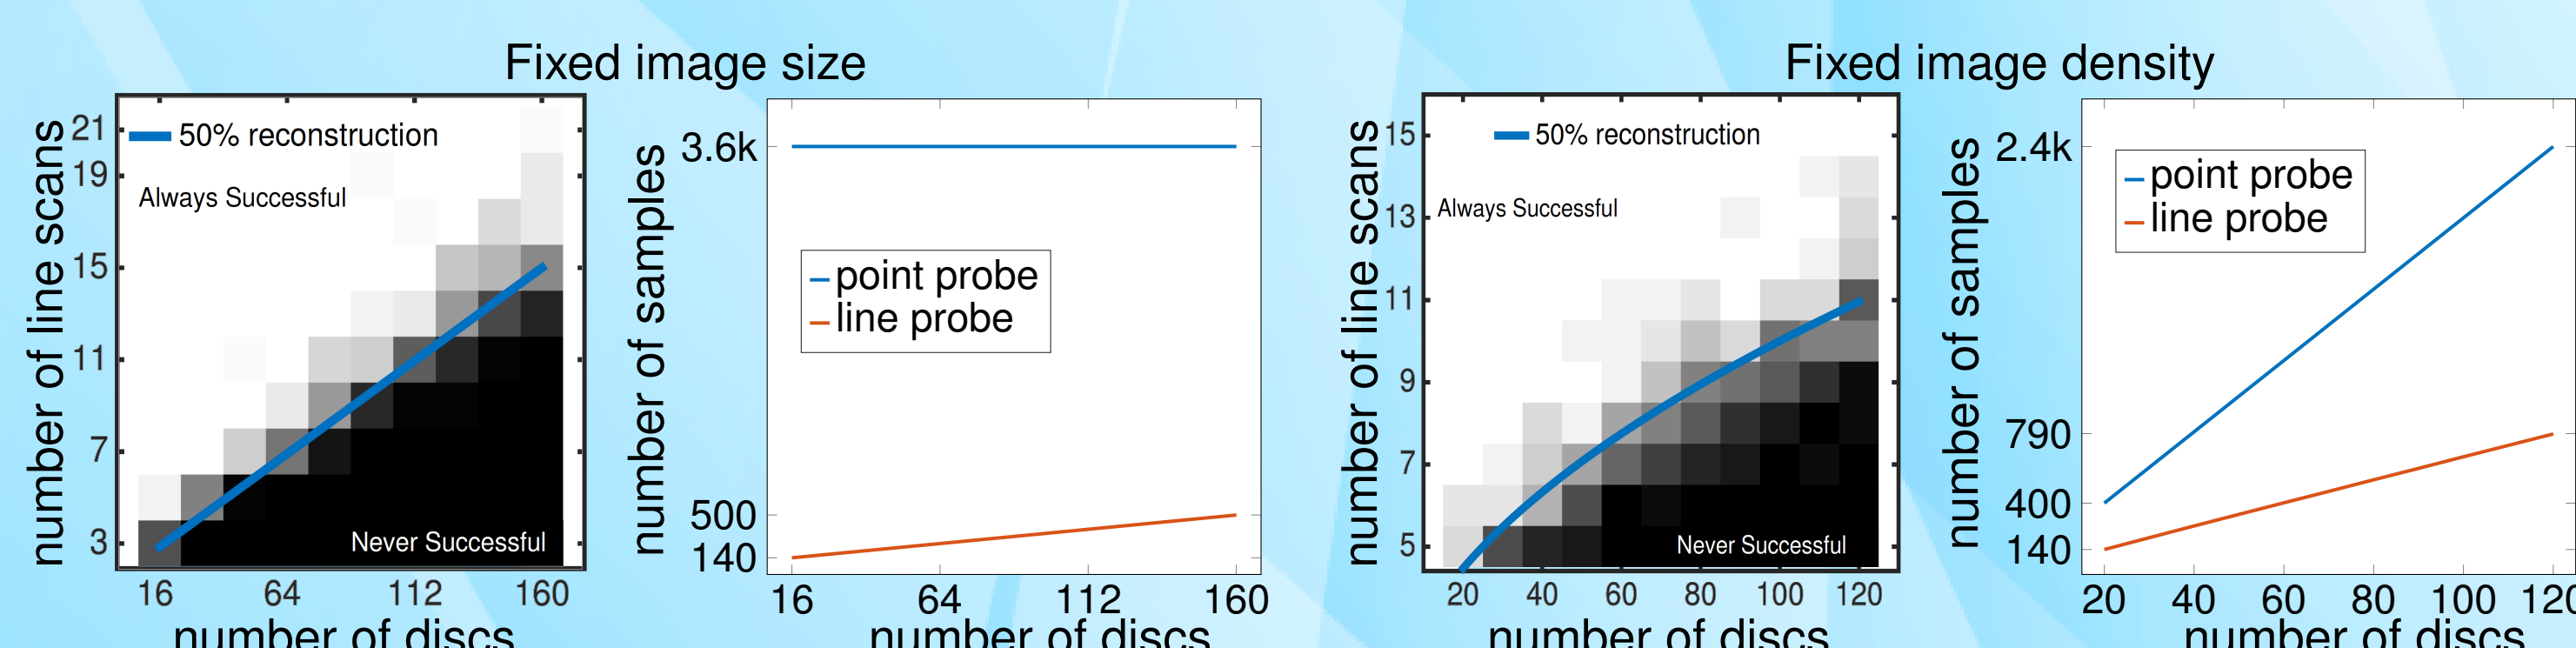 Fixed image size
Fixed image density
number of line scans
21
19
15
11
7
3
50% reconstruction
Always Successful
Never Successful
16 64 112 160
number of discs
number of samples
3.6k
500
140
point probe
line probe
16 64 112 160
number of discs
number of line scans
15
13
11
9
7
5
50% reconstruction
Always Successful
Never Successful
20 40 60 80 100 120
number of discs
number of samples
2.4k
790
400
140
point probe
line probe
20 40 60 80 100 120
number of discs